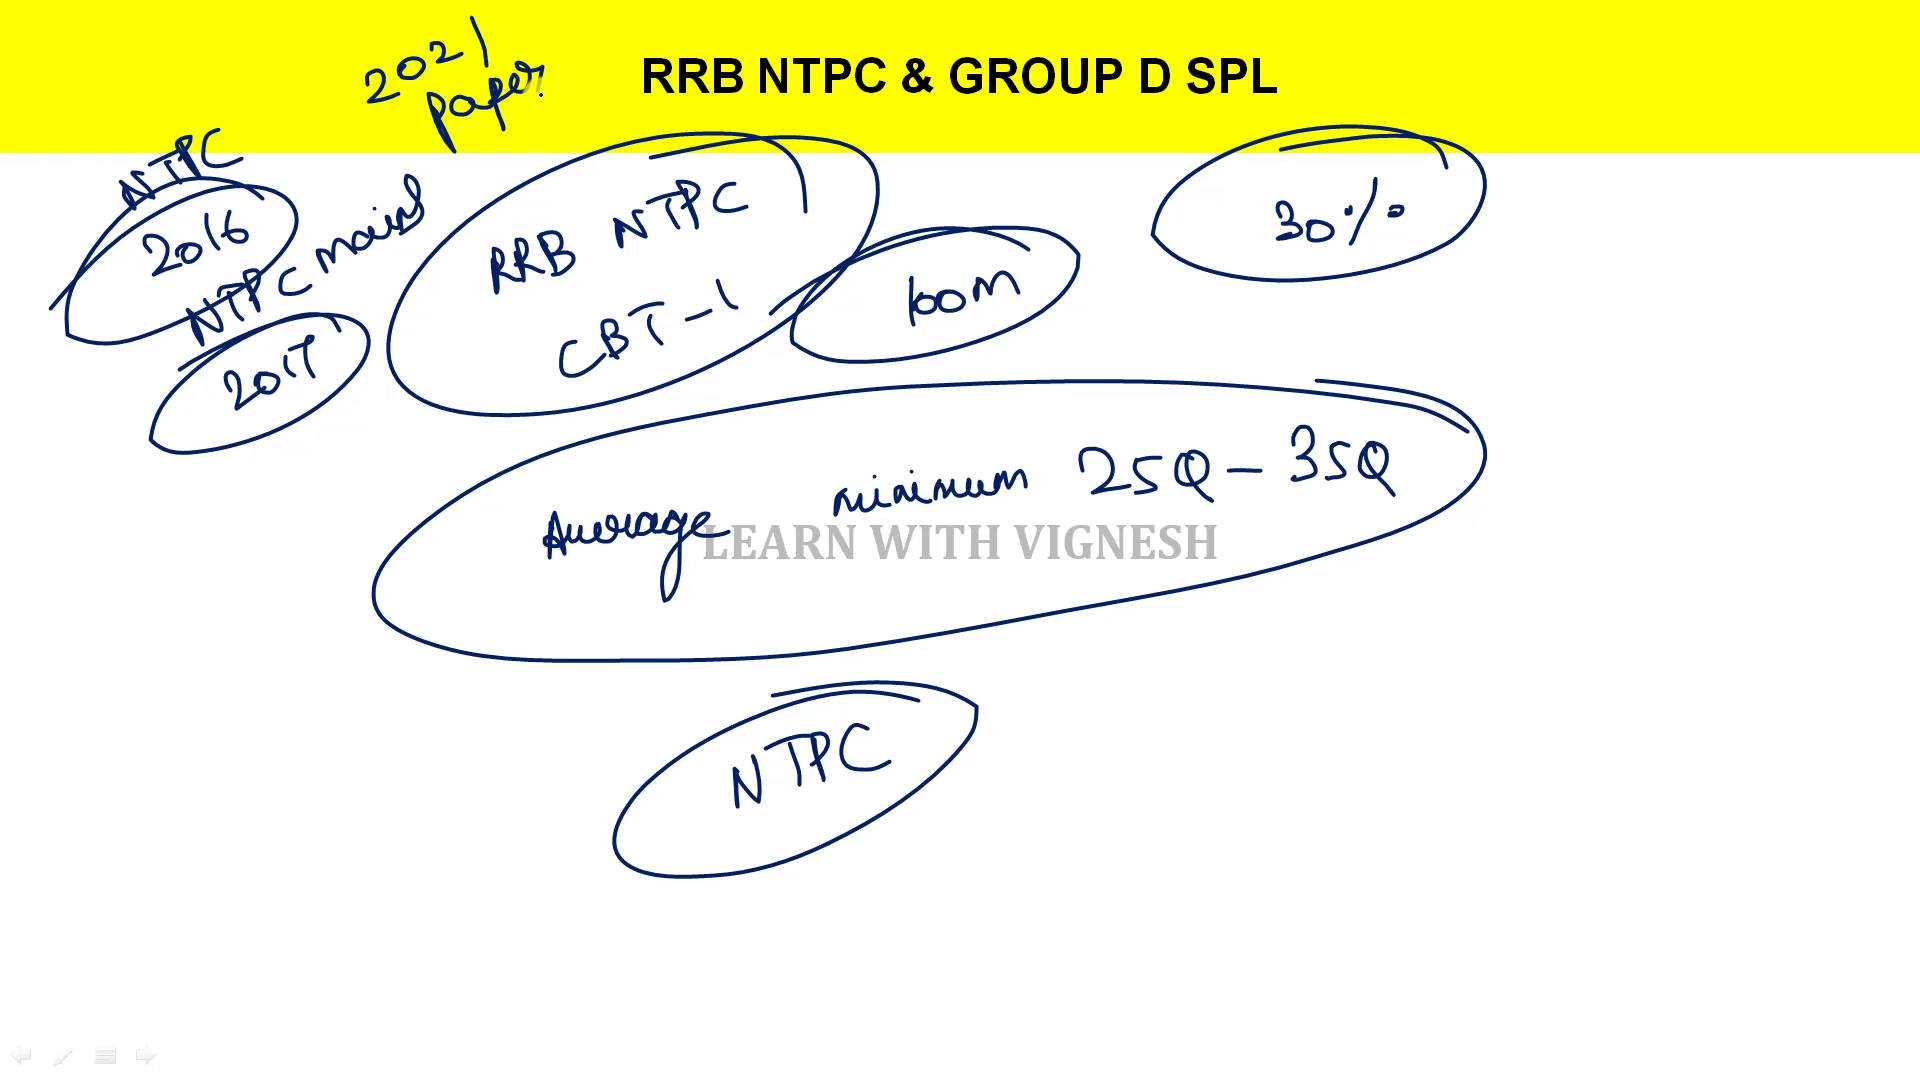 2021
paper
RRB NTPC & GROUP D SPL
NTPC
2016
NTPC mains
2017
RRB NTPC
CBT-1
100m
30%
Average minimum 25Q - 35Q
LEARN WITH VIGNESH
NTPC